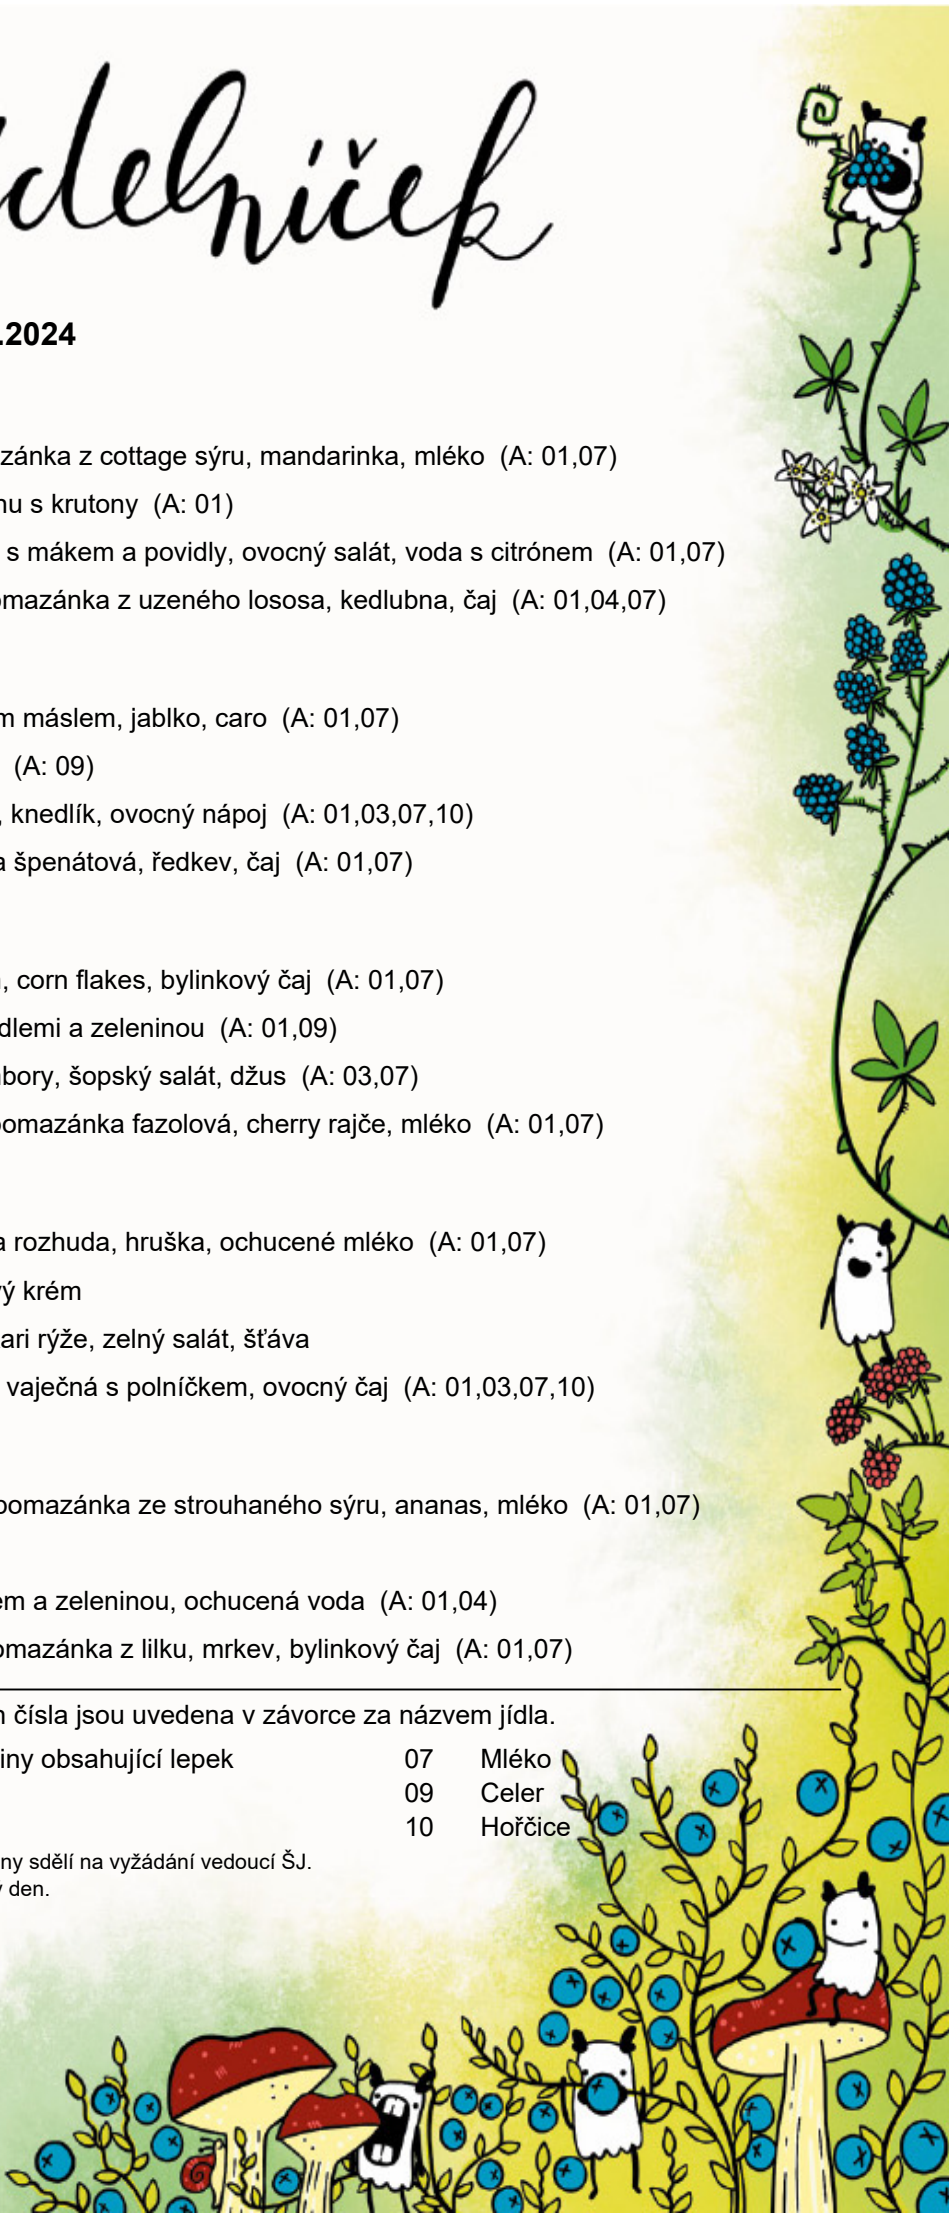 delníček
.2024
zánka z cottage sýru, mandarinka, mléko (A: 01,07)
nu s krutony (A: 01)
s mákem a povidly, ovocný salát, voda s citrónem (A: 01,07)
omazánka z uzeného lososa, kedlubna, čaj (A: 01,04,07)
m máslem, jablko, caro (A: 01,07)
(A: 09)
, knedlík, ovocný nápoj (A: 01,03,07,10)
a špenátová, ředkev, čaj (A: 01,07)
, corn flakes, bylinkový čaj (A: 01,07)
dlemi a zeleninou (A: 01,09)
bory, šopský salát, džus (A: 03,07)
pomazánka fazolová, cherry rajče, mléko (A: 01,07)
a rozhuda, hruška, ochucené mléko (A: 01,07)
vý krém
ari rýže, zelný salát, šťáva
vaječná s polníčkem, ovocný čaj (A: 01,03,07,10)
pomazánka ze strouhaného sýru, ananas, mléko (A: 01,07)
em a zeleninou, ochucená voda (A: 01,04)
omazánka z lilku, mrkev, bylinkový čaj (A: 01,07)
h čísla jsou uvedena v závorce za názvem jídla.
iny obsahující lepek 07 Mléko
09 Celer
10 Hořčice
ny sdělí na vyžádání vedoucí ŠJ.
v den.